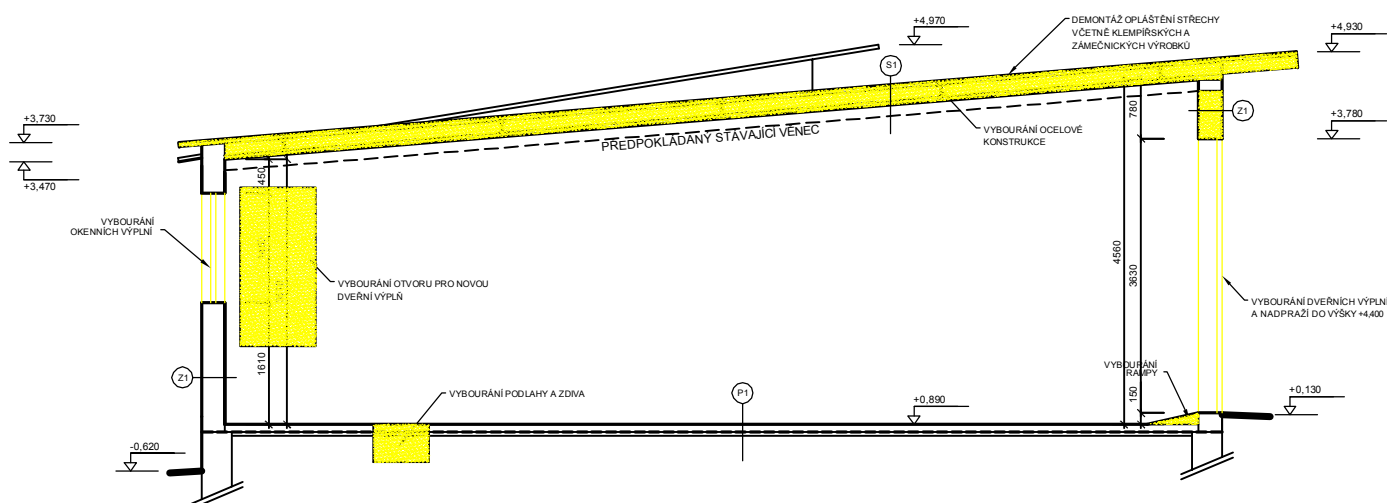 +4,970
DEMONTÁŽ OPLÁŠTĚNÍ STŘECHY
VČETNĚ KLEMPÍŘSKÝCH A
ZÁMEČNICKÝCH VÝROBKŮ
+4,930
S1
+3,730
+3,470
780
Z1
+3,780
VYBOURÁNÍ OCELOVÉ
KONSTRUKCE
PŘEDPOKLÁDANÝ STÁVAJÍCÍ VĚNEC
450
VYBOURÁNÍ
OKENNÍCH VÝPLNÍ
VYBOURÁNÍ OTVORU PRO NOVOU
DVEŘNÍ VÝPLŇ
4560
3630
VYBOURÁNÍ DVEŘNÍCH VÝPLNÍ
A NADPRAŽÍ DO VÝŠKY +4,400
1610
Z1
VYBOURÁNÍ
RAMPY
VYBOURÁNÍ PODLAHY A ZDIVA
P1
150
+0,890
+0,130
-0,620